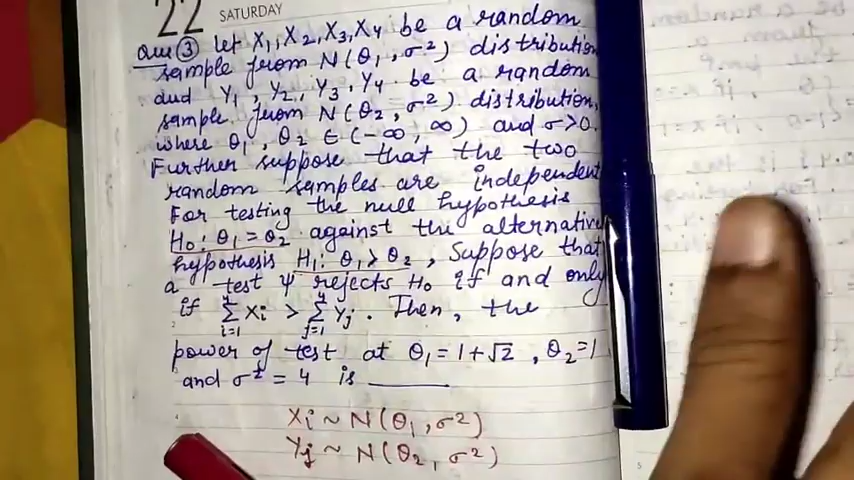 22 SATURDAY
Que ③ Let X₁, X₂, X₃, X₄ be a random
sample from N(θ₁, σ²) distribution
and Y₁, Y₂, Y₃, Y₄ be a random
sample from N(θ₂, σ²) distribution,
where θ₁, θ₂ ∈ (-∞, ∞) and σ>0.
Further suppose that the two
random samples are independent
For testing the null hypothesis
H₀: θ₁ = θ₂ against the alternative
hypothesis H₁: θ₁ > θ₂, Suppose that
a test ψ rejects H₀ if and only
if ∑_{i=1}^{4} Xi > ∑_{j=1}^{4} Yj. Then, the
power of test at θ₁ = 1+√2, θ₂ = 1
and σ² = 4 is ______
Xi ~ N(θ₁, σ²)
Yj ~ N(θ₂, σ²)